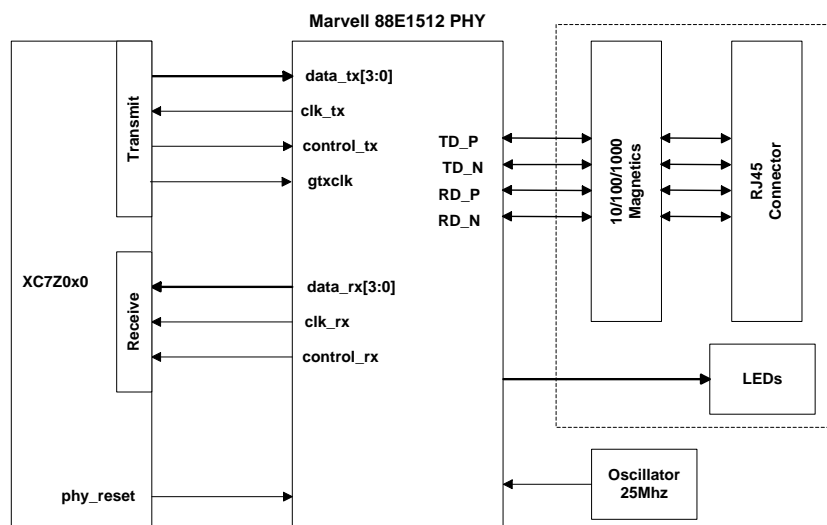 Marvell 88E1512 PHY
Transmit
data_tx[3:0]
clk_tx
control_tx
gtxclk
TD_P
TD_N
RD_P
RD_N
10/100/1000
Magnetics
RJ45
Connector
XC7Z0x0
Receive
data_rx[3:0]
clk_rx
control_rx
LEDs
phy_reset
Oscillator
25Mhz